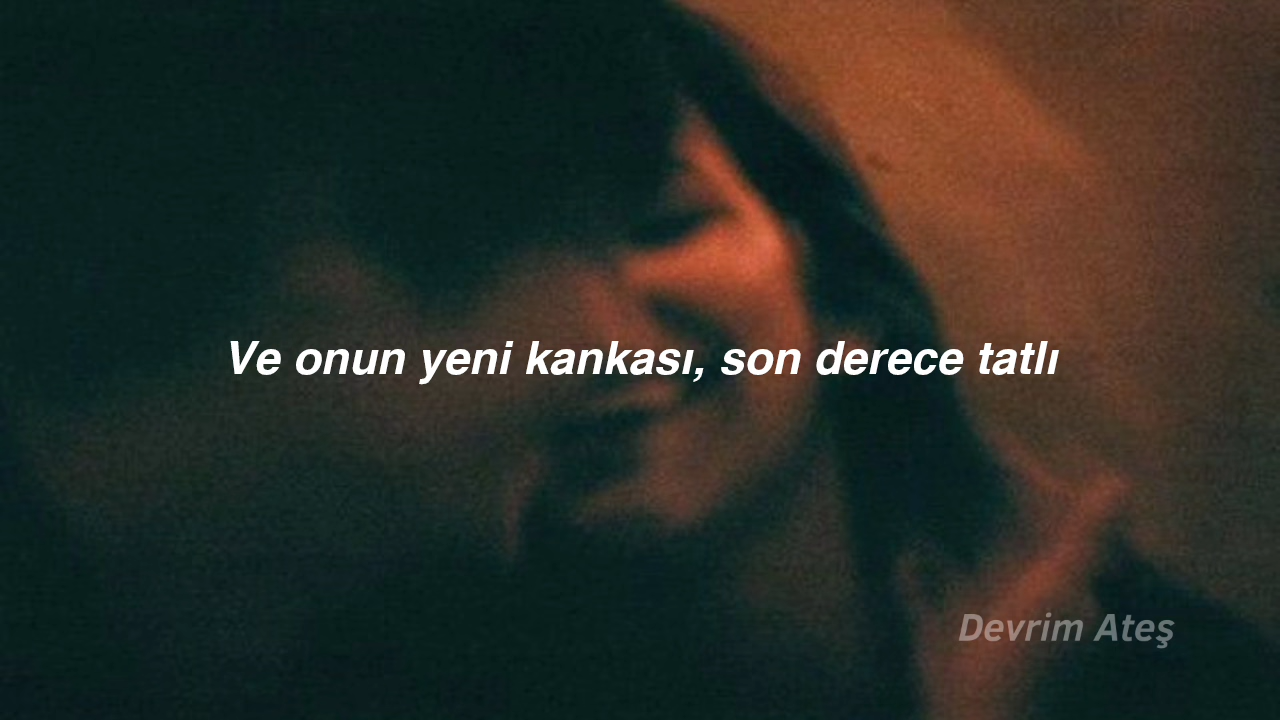 Ve onun yeni kankası, son derece tatlı
Devrim Ateş